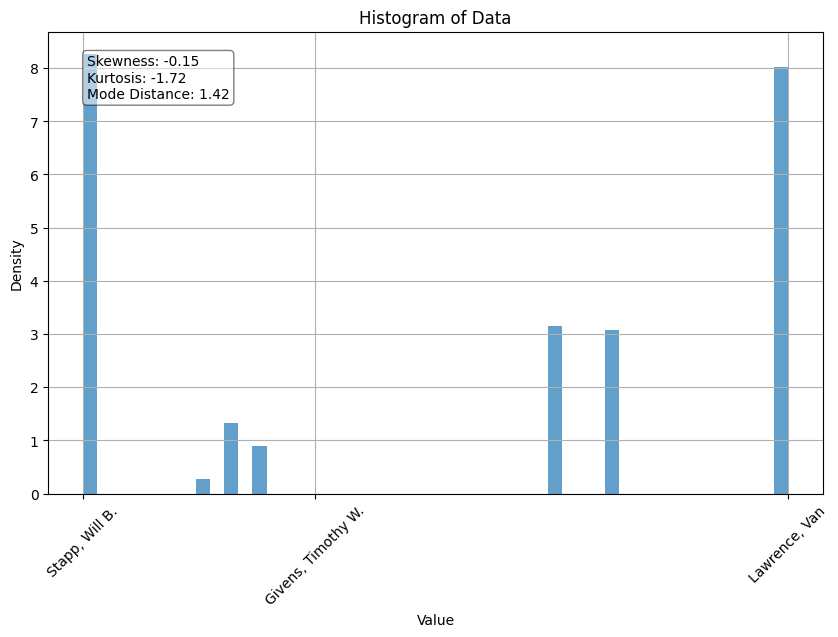 Histogram of Data
Skewness: -0.15
Kurtosis: -1.72
Mode Distance: 1.42
8
7
6
5
4
3
2
1
0
Density
Stapp, Will B.
Givens, Timothy W.
Lawrence, Van
Value